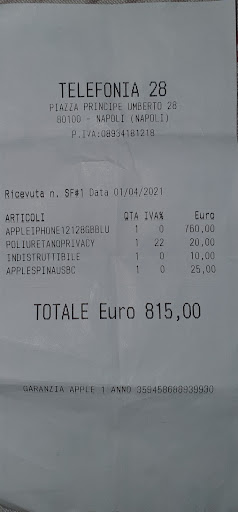 TELEFONIA 28
PIAZZA PRINCIPE UMBERTO 28
80100 - NAPOLI (NAPOLI)
P.IVA:08934181218
Ricevuta n. SF#1 Data 01/04/2021
ARTICOLI QTA IVA% Euro
APPLEIPHONE12128GBBLU 1 0 760,00
POLIURETANOPRIVACY 1 22 20,00
INDISTRUTTIBILE 1 0 10,00
APPLESPINAUSBC 1 0 25,00
TOTALE Euro 815,00
GARANZIA APPLE 1 ANNO 359458688939930